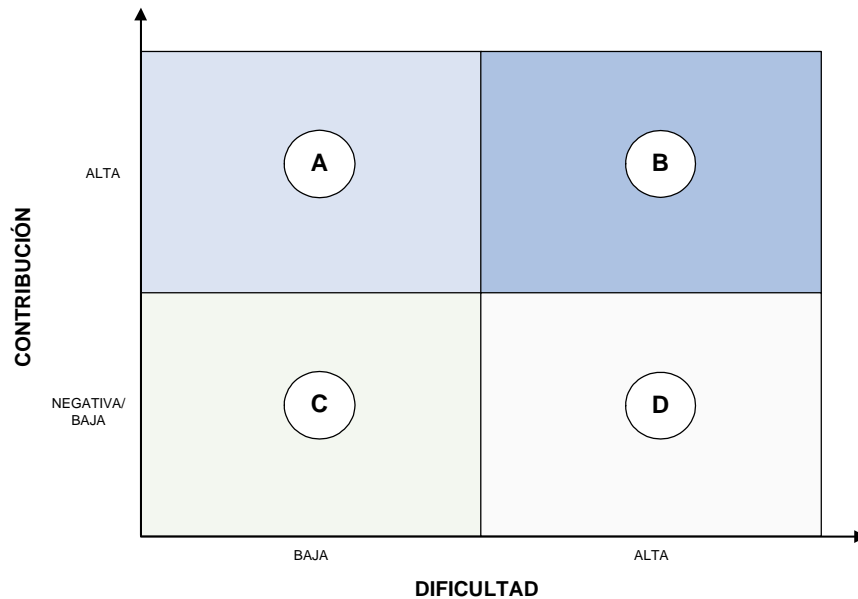 A
B
ALTA
CONTRIBUCIÓN
NEGATIVA/
BAJA
C
D
BAJA
ALTA
DIFICULTAD